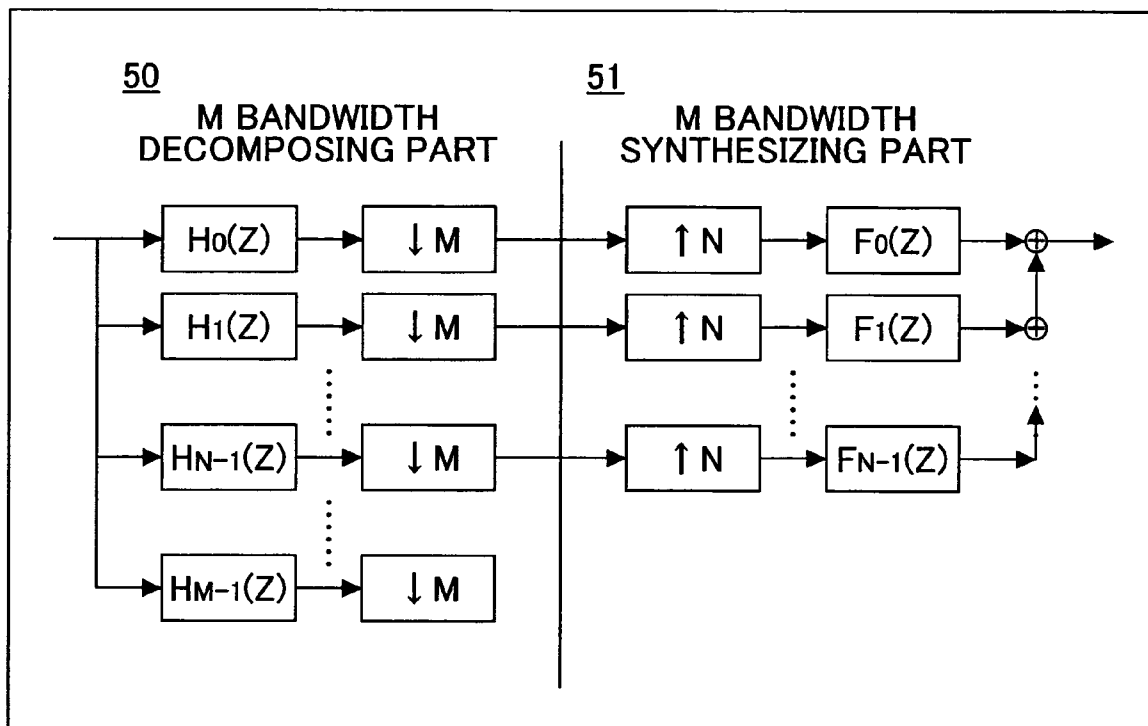 50
M BANDWIDTH
DECOMPOSING PART
51
M BANDWIDTH
SYNTHESIZING PART
H0(Z) ↓ M ↑ N F0(Z)
H1(Z) ↓ M ↑ N F1(Z)
HN-1(Z) ↓ M ↑ N FN-1(Z)
HM-1(Z) ↓ M